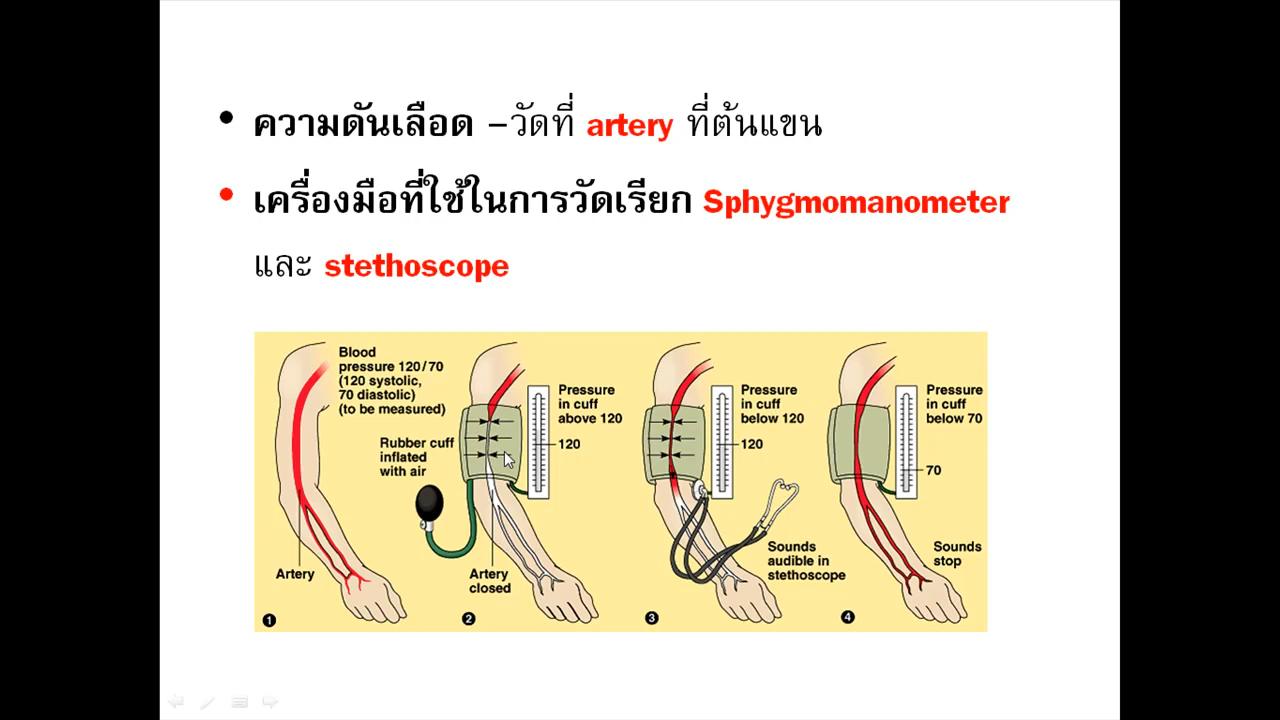 • ความดันเลือด –วัดที่ artery ที่ต้นแขน
• เครื่องมือที่ใช้ในการวัดเรียก Sphygmomanometer
และ stethoscope
Blood
pressure 120/70
(120 systolic,
70 diastolic)
(to be measured)
Artery
1
Rubber cuff
inflated
with air
Pressure
in cuff
above 120
120
Artery
closed
2
Pressure
in cuff
below 120
120
Sounds
audible in
stethoscope
3
Pressure
in cuff
below 70
70
Sounds
stop
4